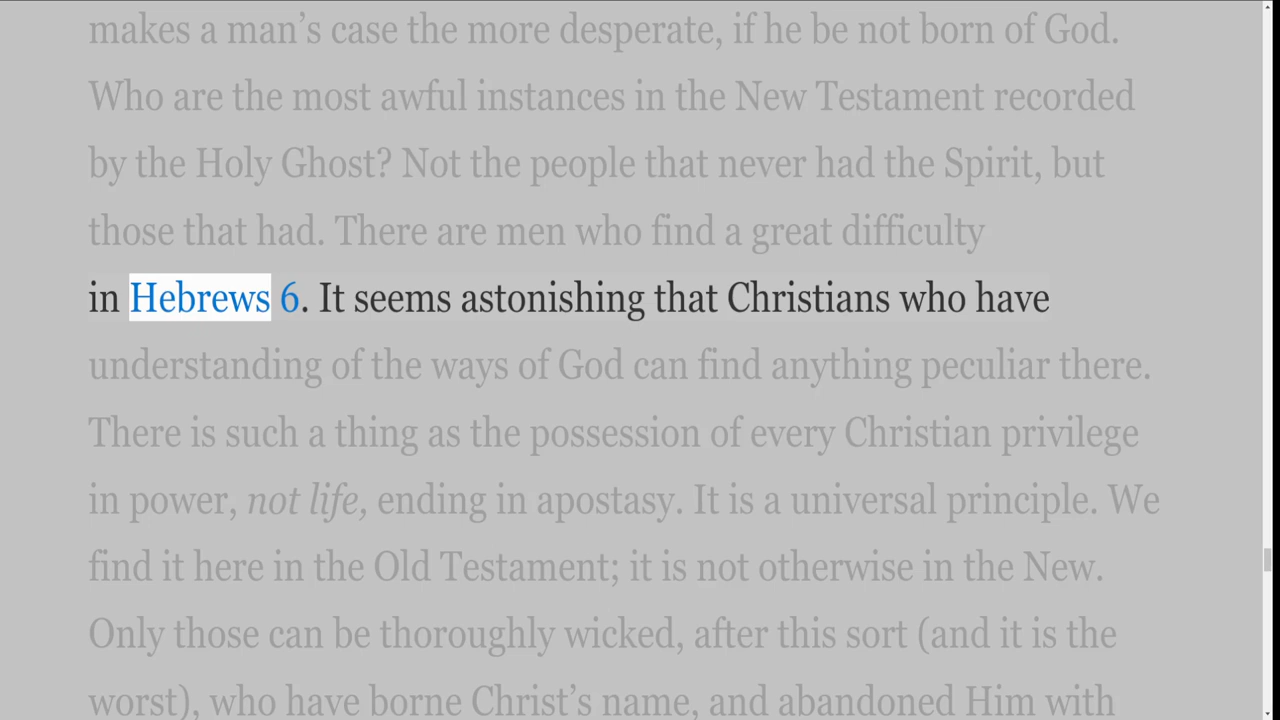 makes a man’s case the more desperate, if he be not born of God.
Who are the most awful instances in the New Testament recorded
by the Holy Ghost? Not the people that never had the Spirit, but
those that had. There are men who find a great difficulty
in Hebrews 6. It seems astonishing that Christians who have
understanding of the ways of God can find anything peculiar there.
There is such a thing as the possession of every Christian privilege
in power, not life, ending in apostasy. It is a universal principle. We
find it here in the Old Testament; it is not otherwise in the New.
Only those can be thoroughly wicked, after this sort (and it is the
worst), who have borne Christ’s name, and abandoned Him with